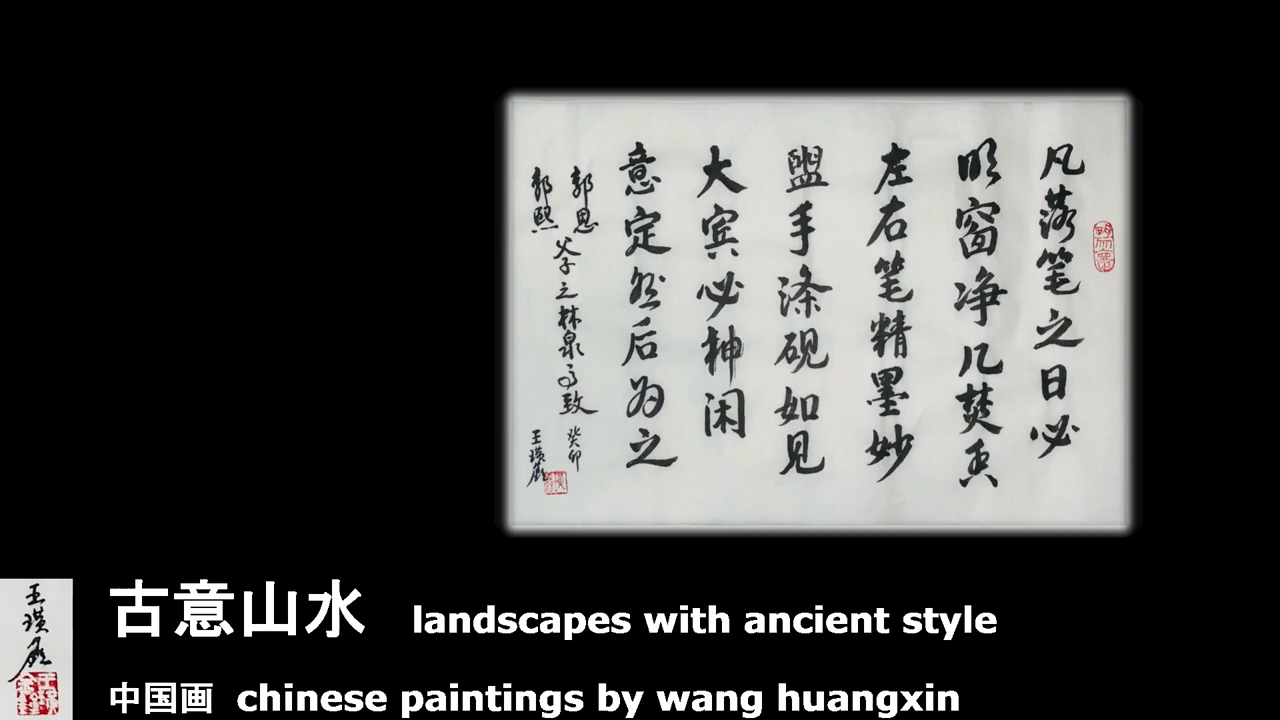 凡落笔之日必
明窗净几焚香
左右笔精墨妙
盥手涤砚如见
大宾必神闲
意定然后为之
郭思
郭熙
父子之林泉高致
癸卯
王璜
王璜
古意山水 landscapes with ancient style
中国画 chinese paintings by wang huangxin